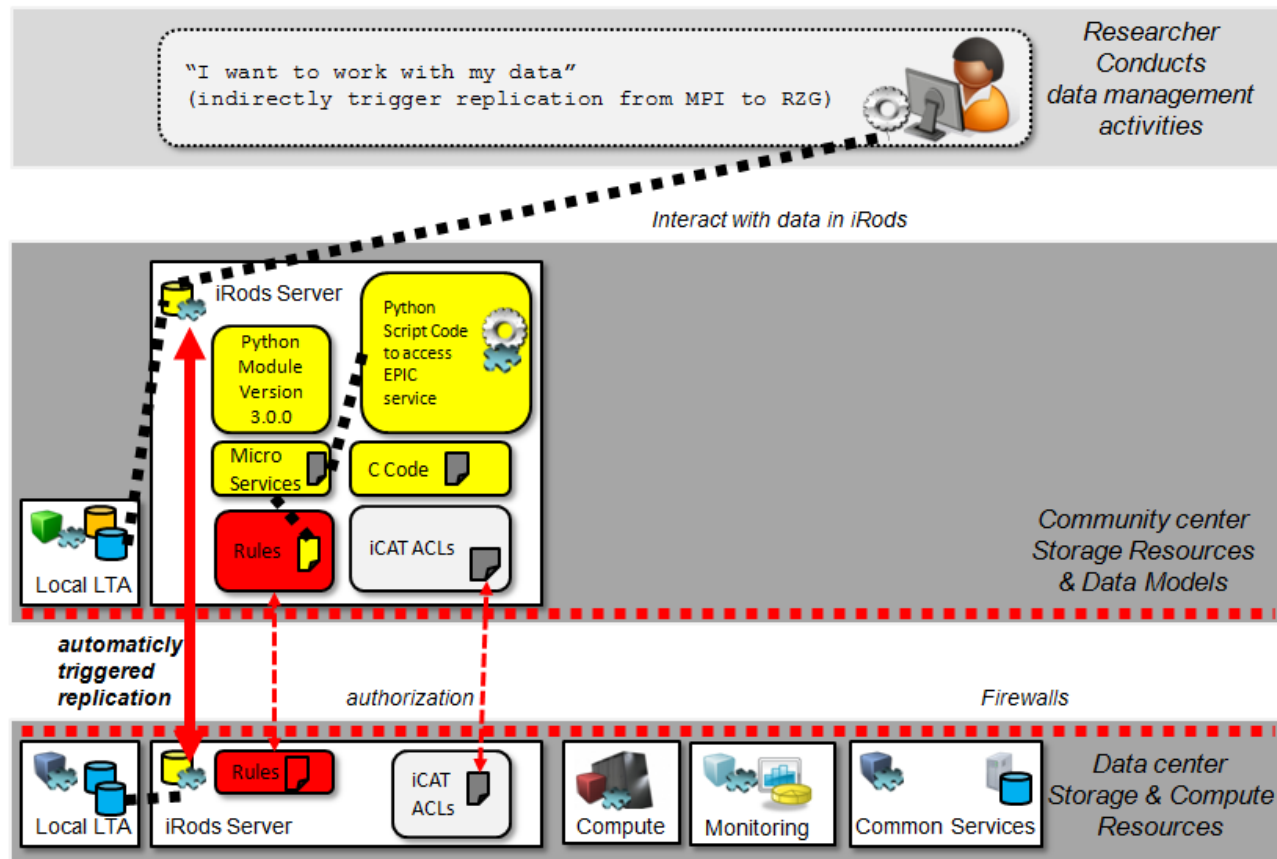 "I want to work with my data"
(indirectly trigger replication from MPI to RZG)
Researcher
Conducts
data management
activities
Interact with data in iRods
iRods Server
Python
Module
Version
3.0.0
Python
Script Code
to access
EPIC
service
Micro
Services
C Code
Rules
iCAT ACLs
Local LTA
Community center
Storage Resources
& Data Models
automaticly
triggered
replication
authorization
Firewalls
Local LTA
iRods Server
Rules
iCAT
ACLs
Compute
Monitoring
Common Services
Data center
Storage & Compute
Resources